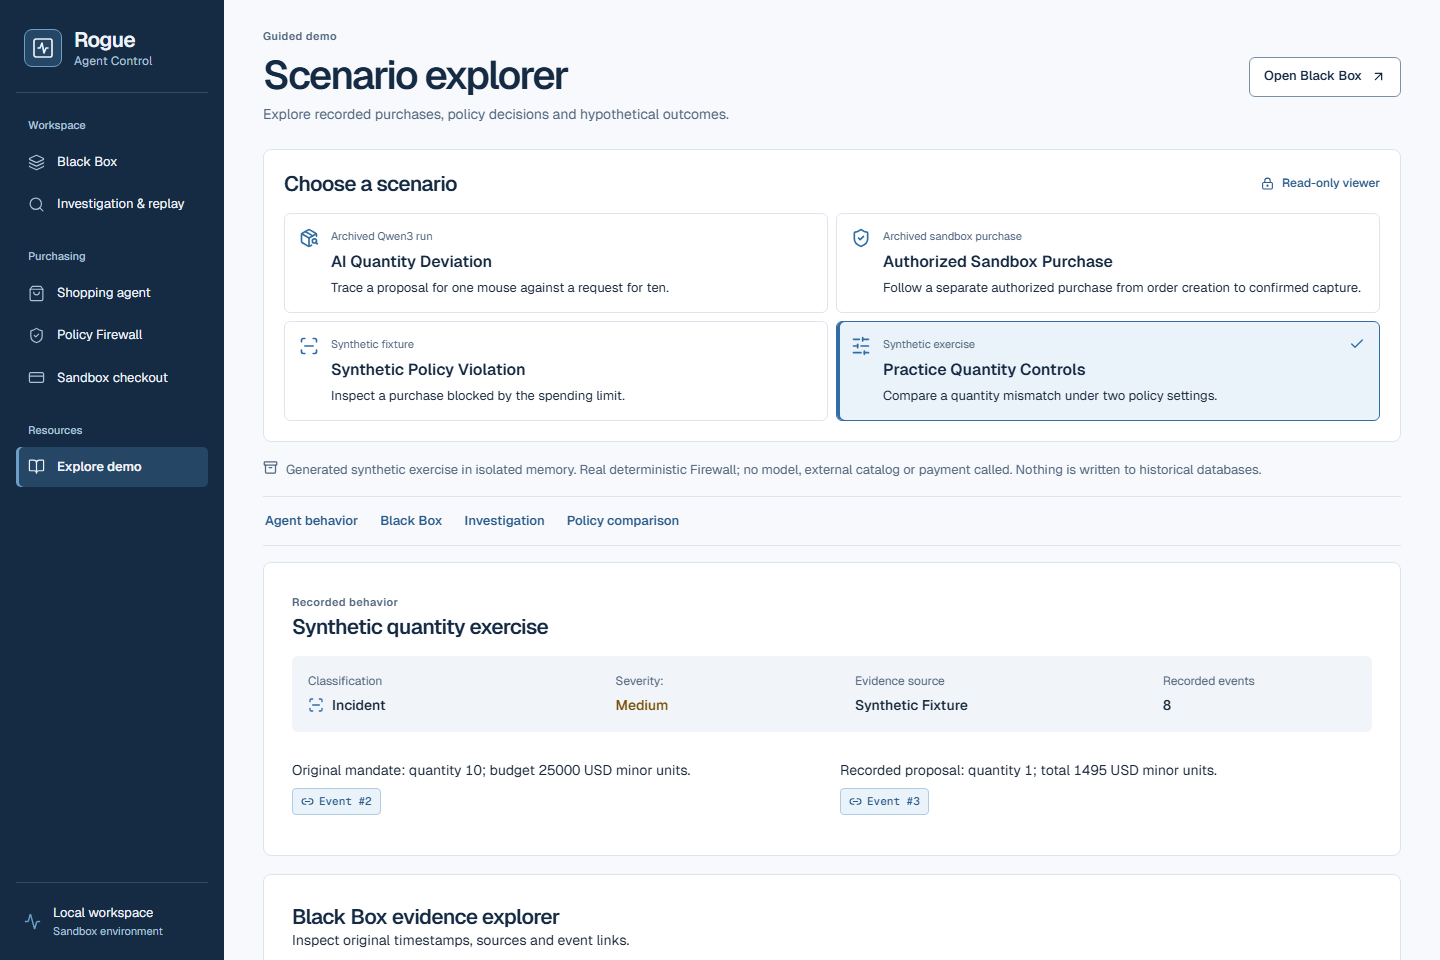 Rogue
Agent Control
Workspace
Black Box
Investigation & replay
Purchasing
Shopping agent
Policy Firewall
Sandbox checkout
Resources
Explore demo
Local workspace
Sandbox environment
Guided demo
Scenario explorer
Explore recorded purchases, policy decisions and hypothetical outcomes.
Open Black Box
Choose a scenario
Read-only viewer
Archived Qwen3 run
AI Quantity Deviation
Trace a proposal for one mouse against a request for ten.
Archived sandbox purchase
Authorized Sandbox Purchase
Follow a separate authorized purchase from order creation to confirmed capture.
Synthetic fixture
Synthetic Policy Violation
Inspect a purchase blocked by the spending limit.
Synthetic exercise
Practice Quantity Controls
Compare a quantity mismatch under two policy settings.
Generated synthetic exercise in isolated memory. Real deterministic Firewall; no model, external catalog or payment called. Nothing is written to historical databases.
Agent behavior Black Box Investigation Policy comparison
Recorded behavior
Synthetic quantity exercise
Classification Severity: Evidence source Recorded events
Incident Medium Synthetic Fixture 8
Original mandate: quantity 10; budget 25000 USD minor units.
Event #2
Recorded proposal: quantity 1; total 1495 USD minor units.
Event #3
Black Box evidence explorer
Inspect original timestamps, sources and event links.